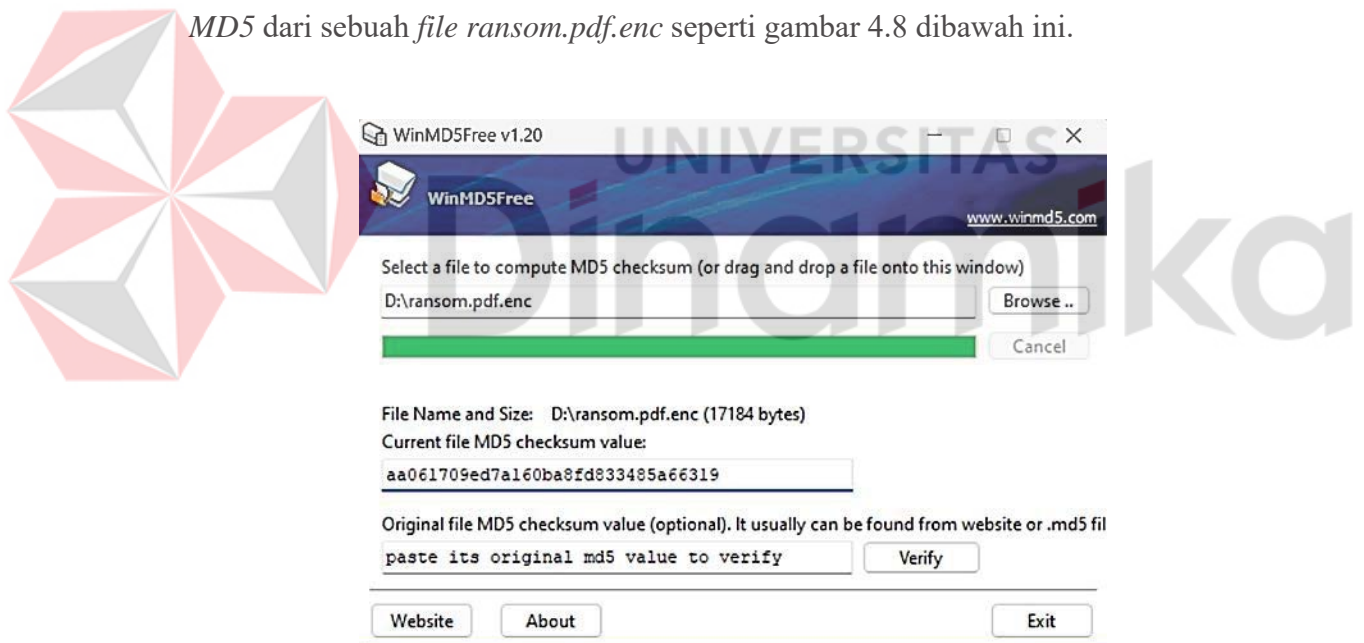 MD5 dari sebuah file ransom.pdf.enc seperti gambar 4.8 dibawah ini.
UNIVERSITAS
Dinamika
WinMD5Free v1.20
WinMD5Free
www.winmd5.com
Select a file to compute MD5 checksum (or drag and drop a file onto this window)
D:\ransom.pdf.enc
Browse ..
Cancel
File Name and Size: D:\ransom.pdf.enc (17184 bytes)
Current file MD5 checksum value:
aa061709ed7a160ba8fd833485a66319
Original file MD5 checksum value (optional). It usually can be found from website or .md5 fil
paste its original md5 value to verify
Verify
Website
About
Exit